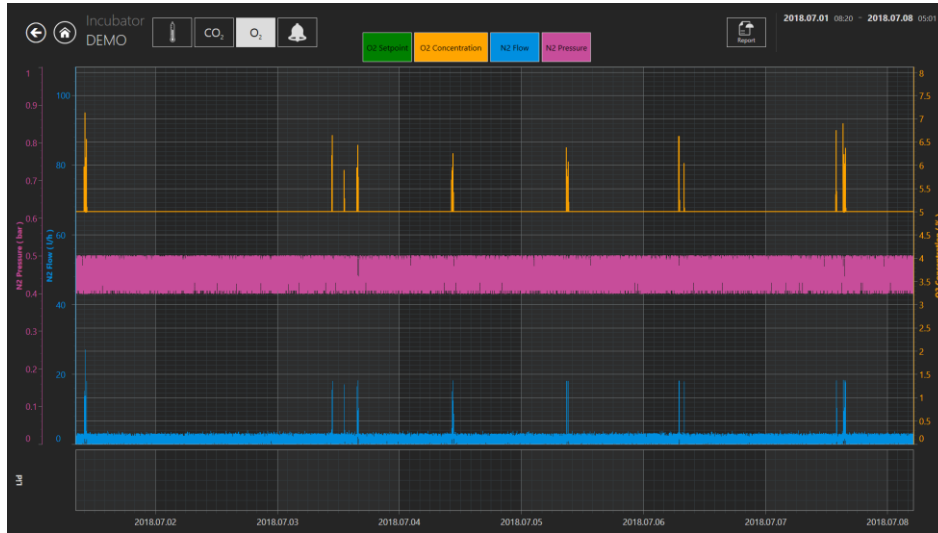 Incubator
DEMO
CO₂
O₂
O2 Setpoint
O2 Concentration
N2 Flow
N2 Pressure
Report
2018.07.01 08:20 - 2018.07.08 05:01
N2 Pressure ( bar )
1
0.9
0.8
0.7
0.6
0.5
0.4
0.3
0.2
0.1
0
N2 Flow ( l/h )
100
80
60
40
20
0
8
7.5
7
6.5
6
5.5
5
4.5
4
3.5
3
2.5
2
1.5
1
0.5
0
O2 Concentration ( % )
Lid
2018.07.02
2018.07.03
2018.07.04
2018.07.05
2018.07.06
2018.07.07
2018.07.08